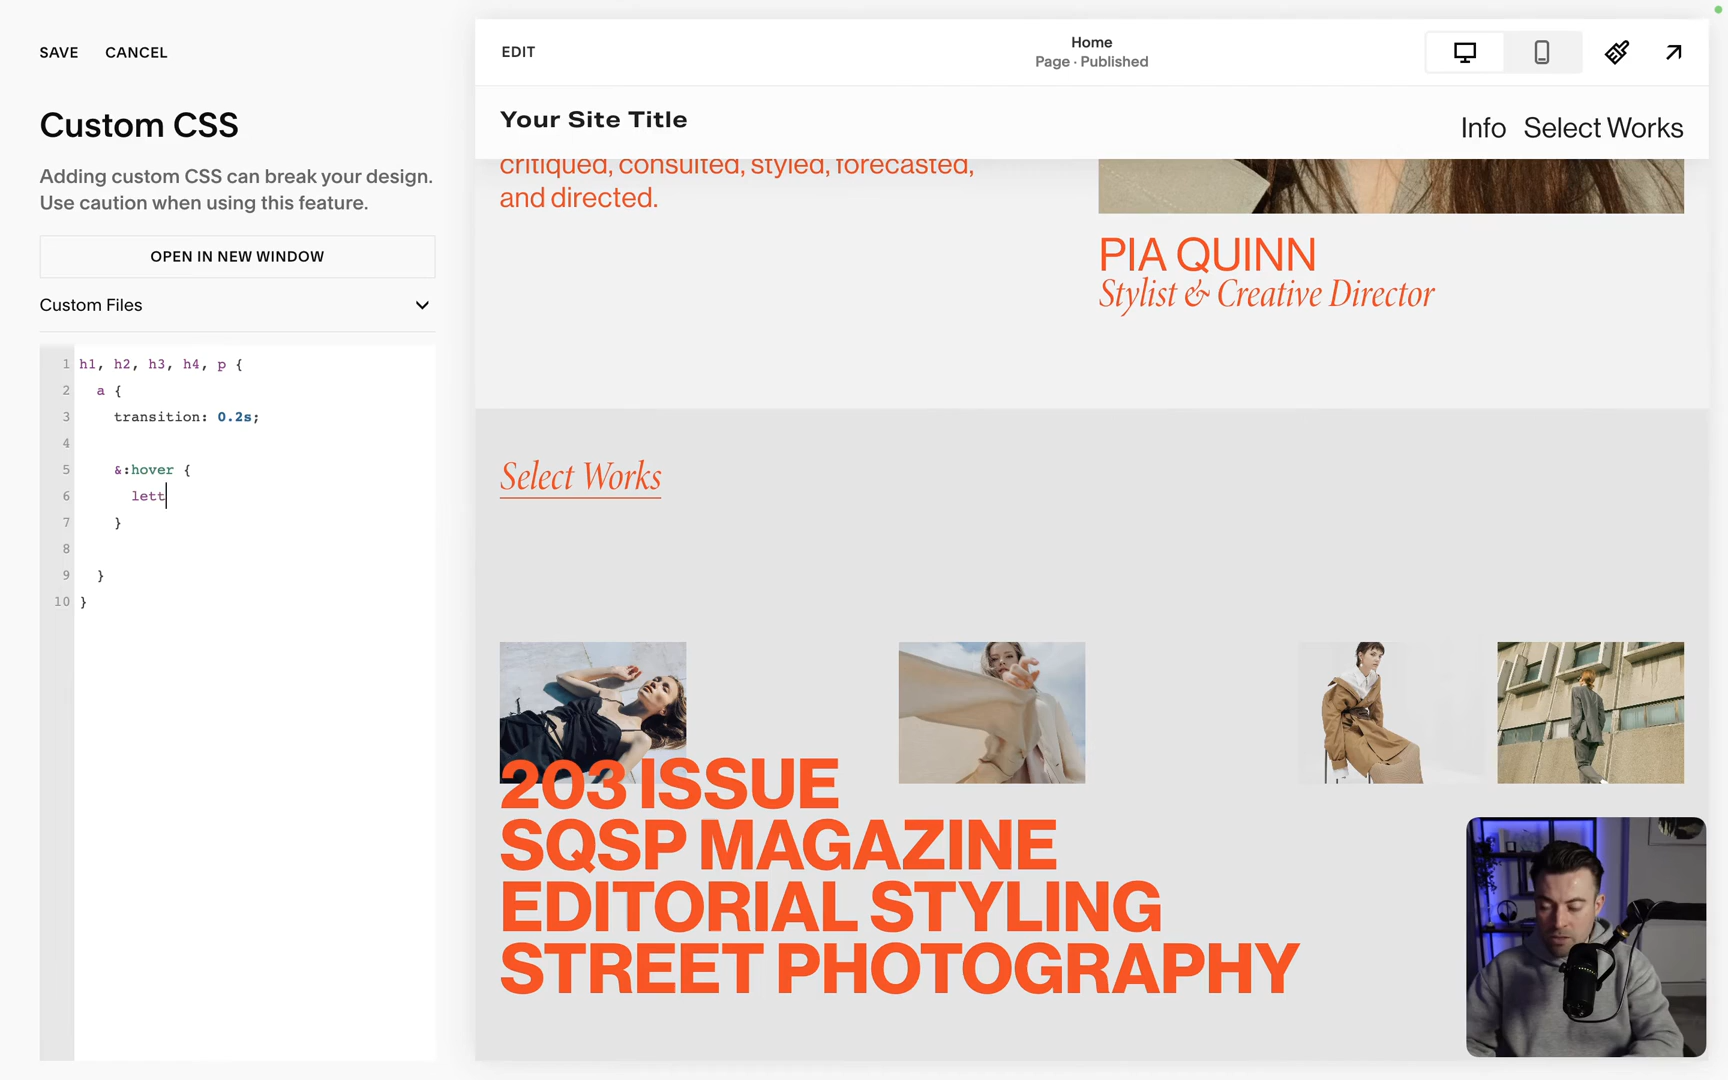 SAVE CANCEL
Custom CSS
Adding custom CSS can break your design.
Use caution when using this feature.
OPEN IN NEW WINDOW
Custom Files
1 h1, h2, h3, h4, p {
2 a {
3 transition: 0.2s;
4
5 &:hover {
6 lett
7 }
8
9 }
10 }
EDIT
Home
Page · Published
Your Site Title
Info Select Works
critiqued, consulted, styled, forecasted,
and directed.
PIA QUINN
Stylist & Creative Director
Select Works
203 ISSUE
SQSP MAGAZINE
EDITORIAL STYLING
STREET PHOTOGRAPHY